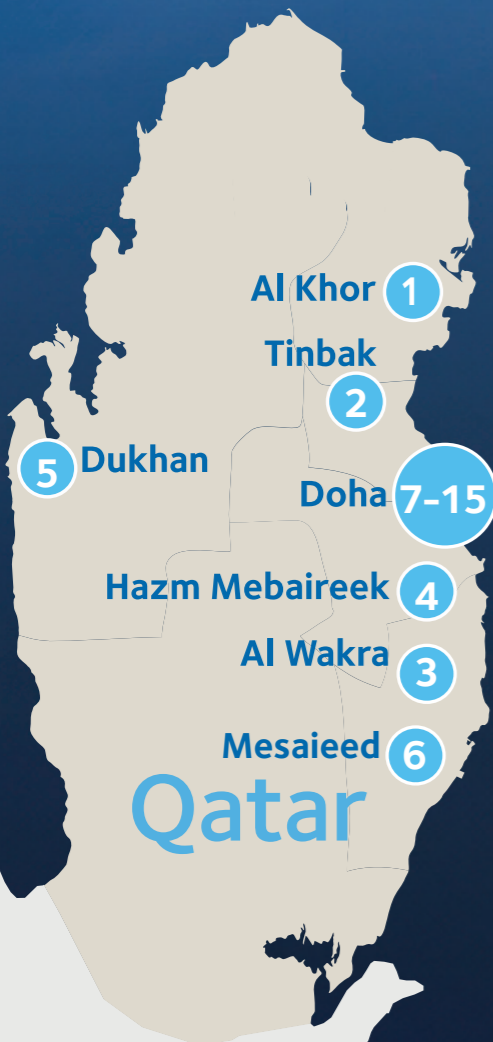 Al Khor 1
Tinbak
2
5 Dukhan
Doha 7-15
Hazm Mebaireek 4
Al Wakra 3
Mesaieed 6
Qatar